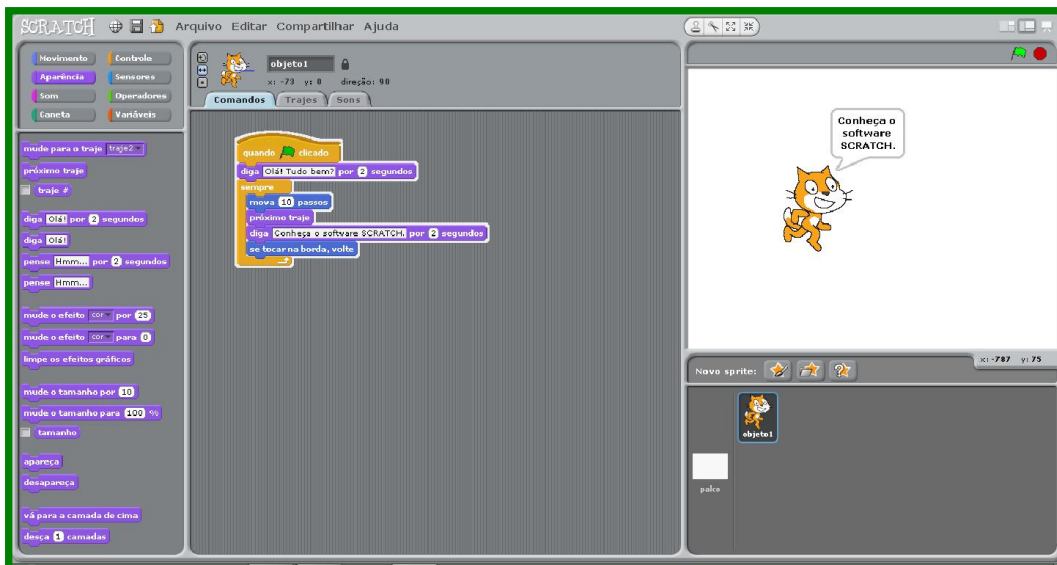 SCRATCH Arquivo Editar Compartilhar Ajuda
Movimento Controle
Aparência Sensores
Som Operadores
Caneta Variáveis
mude para o traje traje2
próximo traje
traje #
diga Olá! por 2 segundos
diga Olá!
pense Hmm... por 2 segundos
pense Hmm...
mude o efeito cor por 25
mude o efeito cor para 0
limpe os efeitos gráficos
mude o tamanho por 10
mude o tamanho para 100 %
tamanho
apareça
desapareça
vá para a camada de cima
desça 1 camadas
objeto1
x: -73 y: 0 direção: 90
Comandos Trajes Sons
quando clicado
diga Olá! Tudo bem? por 2 segundos
sempre
mova 10 passos
próximo traje
diga Conheça o software SCRATCH. por 2 segundos
se tocar na borda, volte
Conheça o
software
SCRATCH.
x: -787 y: 75
Novo sprite:
objeto1
palco